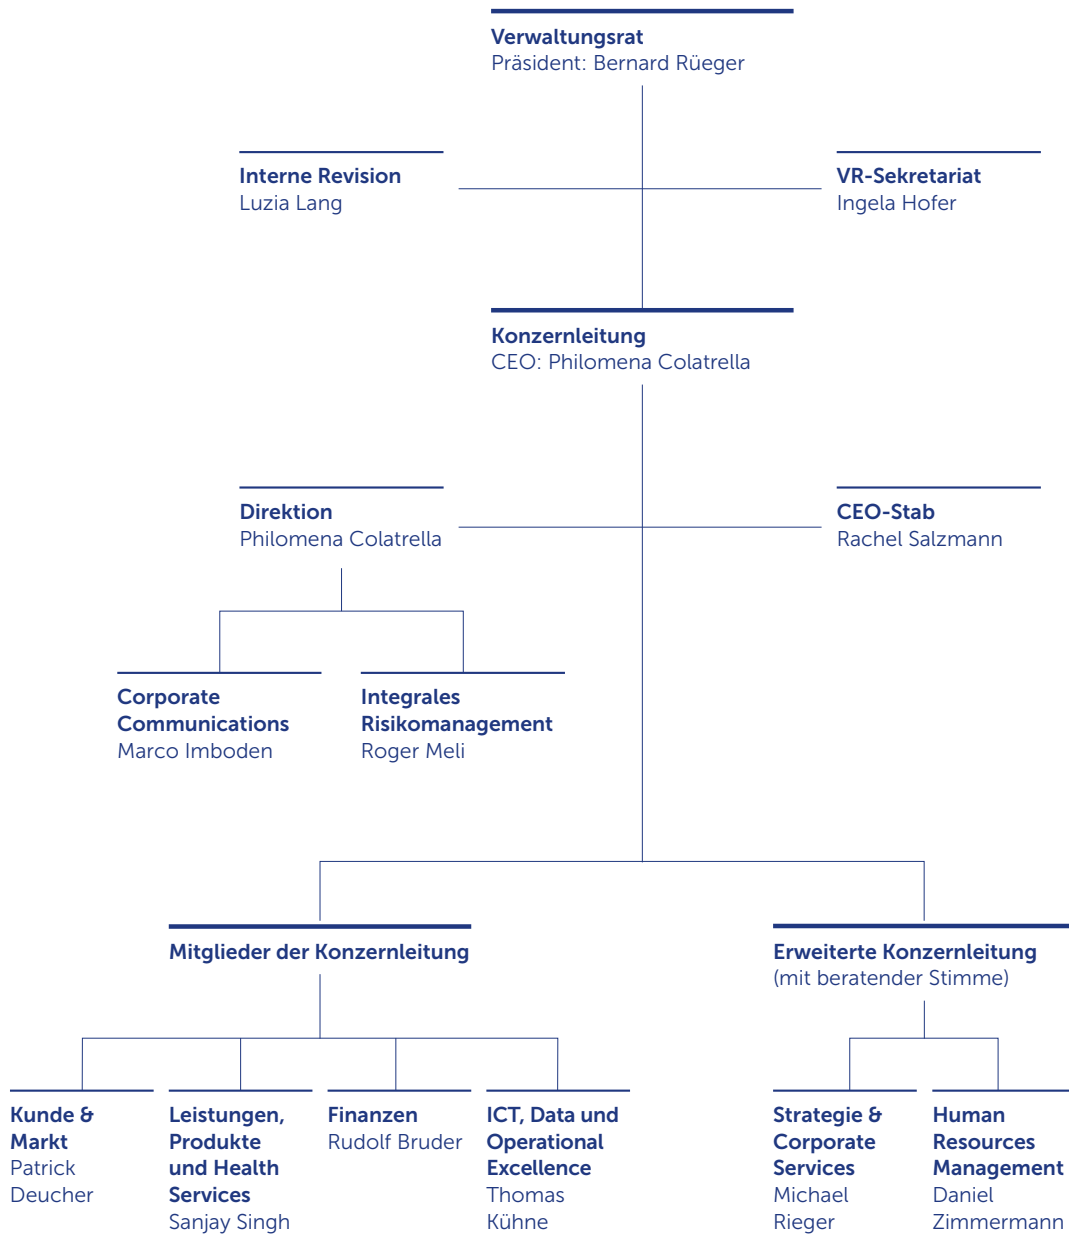 Verwaltungsrat
Präsident: Bernard Rüeger
Interne Revision
Luzia Lang
VR-Sekretariat
Ingela Hofer
Konzernleitung
CEO: Philomena Colatrella
Direktion
Philomena Colatrella
CEO-Stab
Rachel Salzmann
Corporate
Communications
Marco Imboden
Integrales
Risikomanagement
Roger Meli
Mitglieder der Konzernleitung
Erweiterte Konzernleitung
(mit beratender Stimme)
Kunde &
Markt
Patrick
Deucher
Leistungen,
Produkte
und Health
Services
Sanjay Singh
Finanzen
Rudolf Bruder
ICT, Data und
Operational
Excellence
Thomas
Kühne
Strategie &
Corporate
Services
Michael
Rieger
Human
Resources
Management
Daniel
Zimmermann